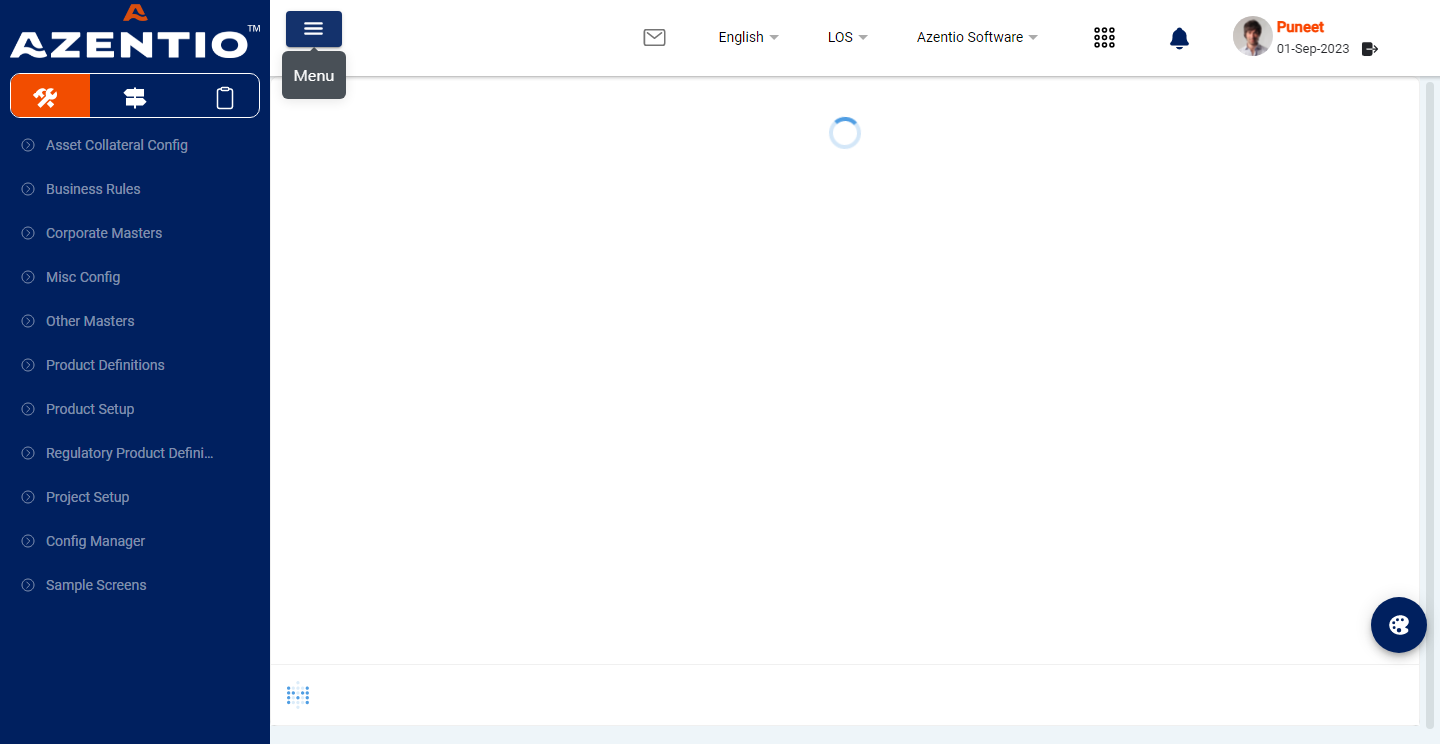 AZENTIO™
Menu
English
LOS
Azentio Software
Puneet
01-Sep-2023
Asset Collateral Config
Business Rules
Corporate Masters
Misc Config
Other Masters
Product Definitions
Product Setup
Regulatory Product Defini...
Project Setup
Config Manager
Sample Screens